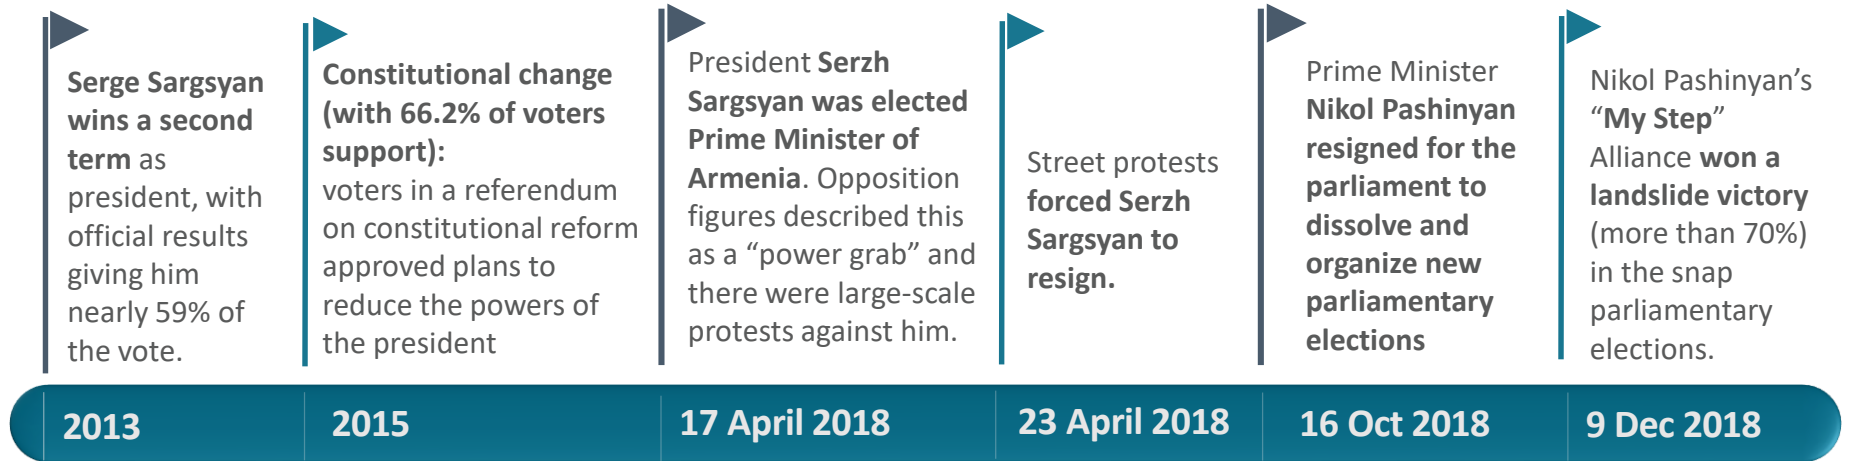 Serge Sargsyan
wins a second
term as
president, with
official results
giving him
nearly 59% of
the vote.
Constitutional change
(with 66.2% of voters
support):
voters in a referendum
on constitutional reform
approved plans to
reduce the powers of
the president
President Serzh
Sargsyan was elected
Prime Minister of
Armenia. Opposition
figures described this
as a “power grab” and
there were large-scale
protests against him.
Street protests
forced Serzh
Sargsyan to
resign.
Prime Minister
Nikol Pashinyan
resigned for the
parliament to
dissolve and
organize new
parliamentary
elections
Nikol Pashinyan’s
“My Step”
Alliance won a
landslide victory
(more than 70%)
in the snap
parliamentary
elections.
2013
2015
17 April 2018
23 April 2018
16 Oct 2018
9 Dec 2018